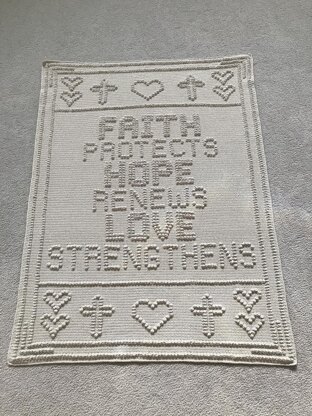 FAITH
PROTECTS
HOPE
RENEWS
LOVE
STRENGTHENS